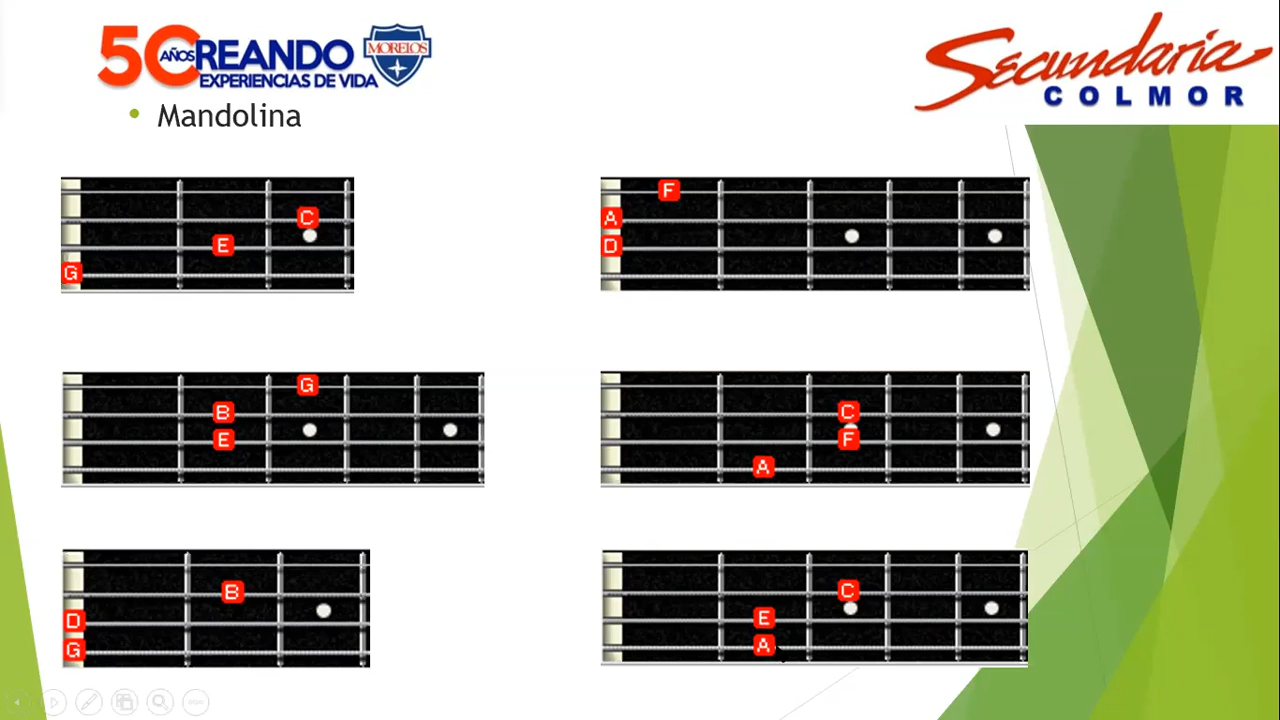 50 AÑOS CREANDO
EXPERIENCIAS DE VIDA
MORELOS
Secundaria
COLMOR
• Mandolina
C
E
G
F
A
D
G
B
E
C
F
A
B
D
G
C
E
A